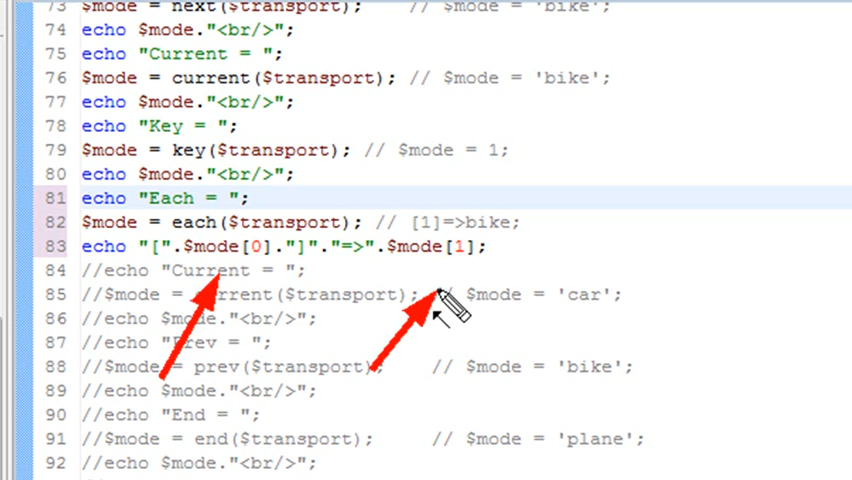 73 $mode = next($transport);    // $mode = 'bike';
74 echo $mode."<br/>";
75 echo "Current = ";
76 $mode = current($transport); // $mode = 'bike';
77 echo $mode."<br/>";
78 echo "Key = ";
79 $mode = key($transport); // $mode = 1;
80 echo $mode."<br/>";
81 echo "Each = ";
82 $mode = each($transport); // [1]=>bike;
83 echo "[".$mode[0]."]"."=>".$mode[1];
84 //echo "Current = ";
85 //$mode = current($transport); // $mode = 'car';
86 //echo $mode."<br/>";
87 //echo "Prev = ";
88 //$mode = prev($transport);    // $mode = 'bike';
89 //echo $mode."<br/>";
90 //echo "End = ";
91 //$mode = end($transport);     // $mode = 'plane';
92 //echo $mode."<br/>";